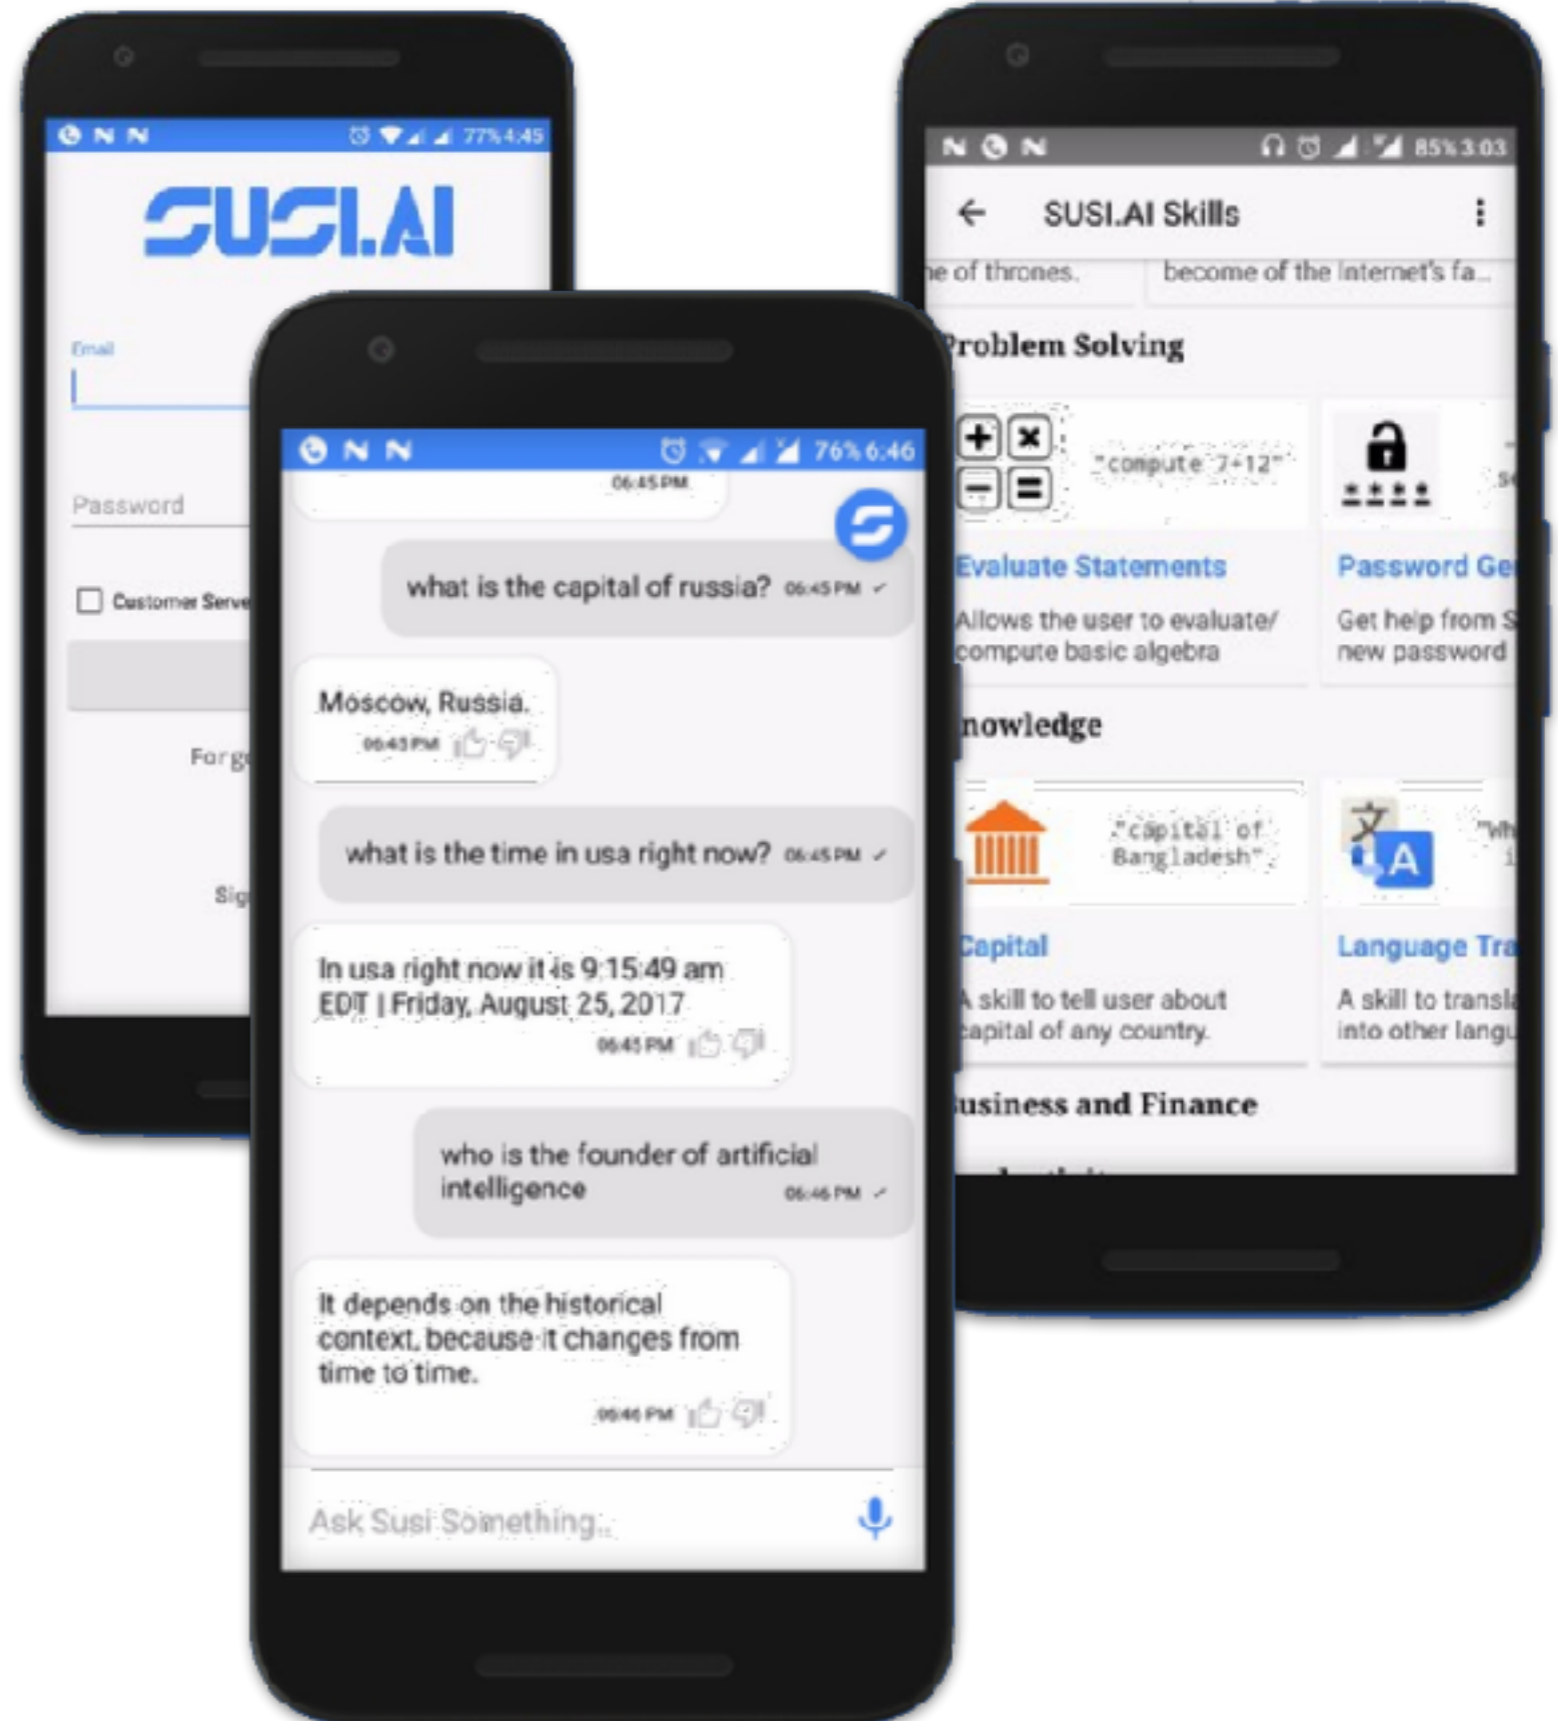 77% 4:45
SUSI.AI
Email
Password
Customer Serve
Forg
Sig
76% 6:46
06:45 PM
what is the capital of russia? 06:45 PM
Moscow, Russia.
06:45 PM
what is the time in usa right now? 06:45 PM
In usa right now it is 9:15:49 am
EDT | Friday, August 25, 2017
06:45 PM
who is the founder of artificial
intelligence 06:46 PM
It depends on the historical
context, because it changes from
time to time.
06:46 PM
Ask Susi Something...
85% 3:03
SUSI.AI Skills
ne of thrones.
become of the Internet's fa...
Problem Solving
"compute 7+12"
Evaluate Statements
Password Ge
Allows the user to evaluate/
compute basic algebra
Get help from S
new password
nowledge
"capital of
Bangladesh"
"Wh
A
Capital
Language Tra
A skill to tell user about
capital of any country.
A skill to transla
into other langu
usiness and Finance